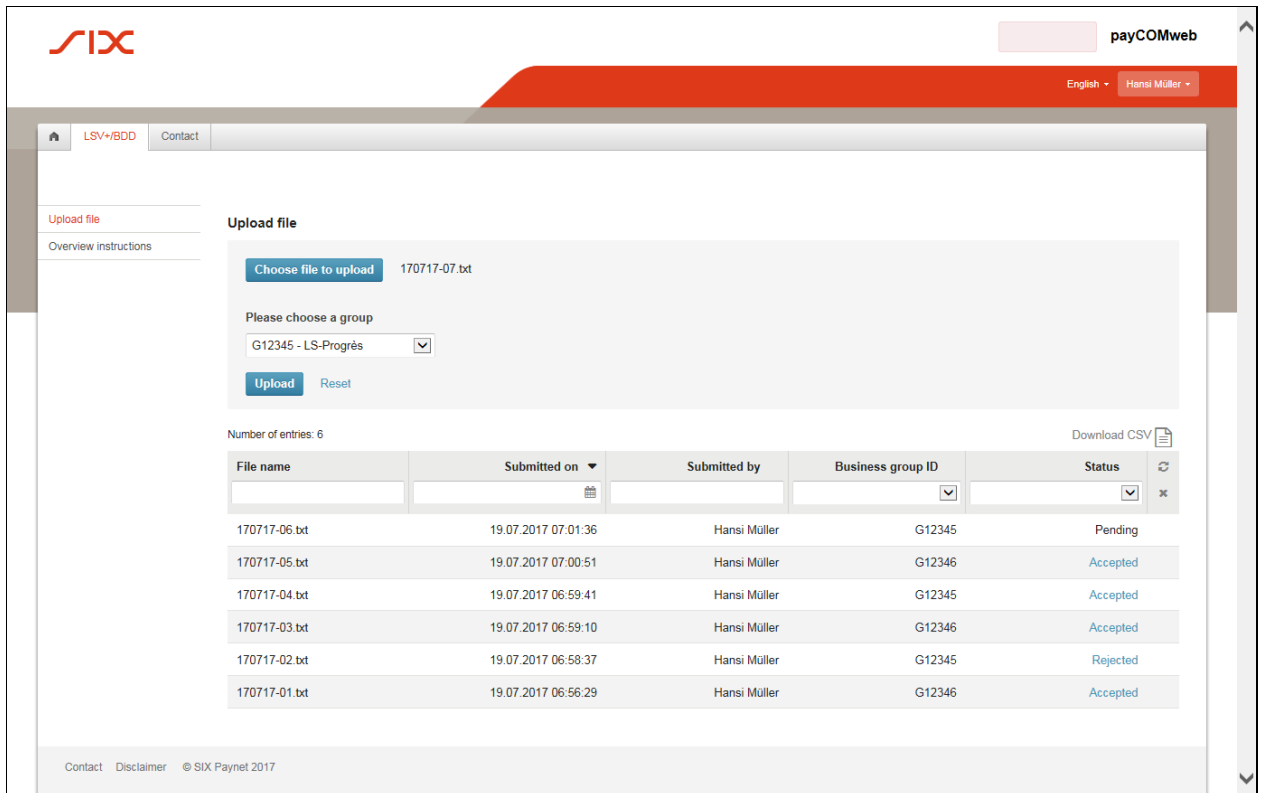 SIX
payCOMweb
English
Hansi Müller
LSV+/BDD Contact
Upload file
Overview instructions
Upload file
Choose file to upload 170717-07.txt
Please choose a group
G12345 - LS-Progrès
Upload Reset
Number of entries: 6 Download CSV
File name Submitted on Submitted by Business group ID Status
170717-06.txt 19.07.2017 07:01:36 Hansi Müller G12345 Pending
170717-05.txt 19.07.2017 07:00:51 Hansi Müller G12346 Accepted
170717-04.txt 19.07.2017 06:59:41 Hansi Müller G12345 Accepted
170717-03.txt 19.07.2017 06:59:10 Hansi Müller G12346 Accepted
170717-02.txt 19.07.2017 06:58:37 Hansi Müller G12345 Rejected
170717-01.txt 19.07.2017 06:56:29 Hansi Müller G12346 Accepted
Contact Disclaimer © SIX Paynet 2017